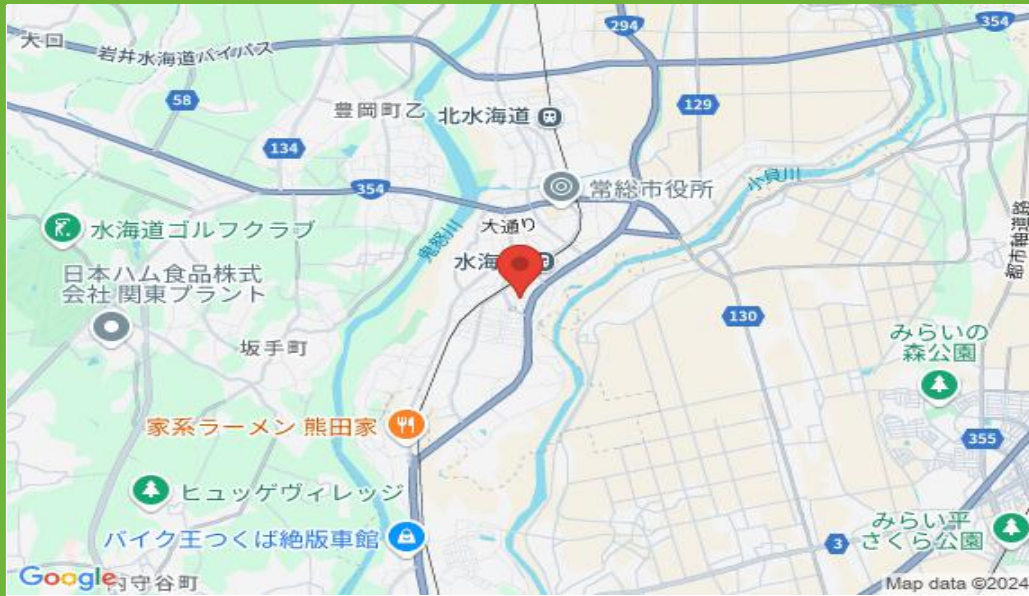 大口
岩井水海道バイパス
294
354
58
豊岡町乙
北水海道
129
134
354
常総市役所
小貝川
水海道ゴルフクラブ
大通り
鬼怒川
水海
都市軸道路
日本ハム食品株式
会社 関東プラント
130
坂手町
みらいの
森公園
家系ラーメン 熊田家
355
ヒュッゲヴィレッジ
バイク王つくば絶版車館
3
みらい平
さくら公園
Google
内守谷町
Map data ©2024